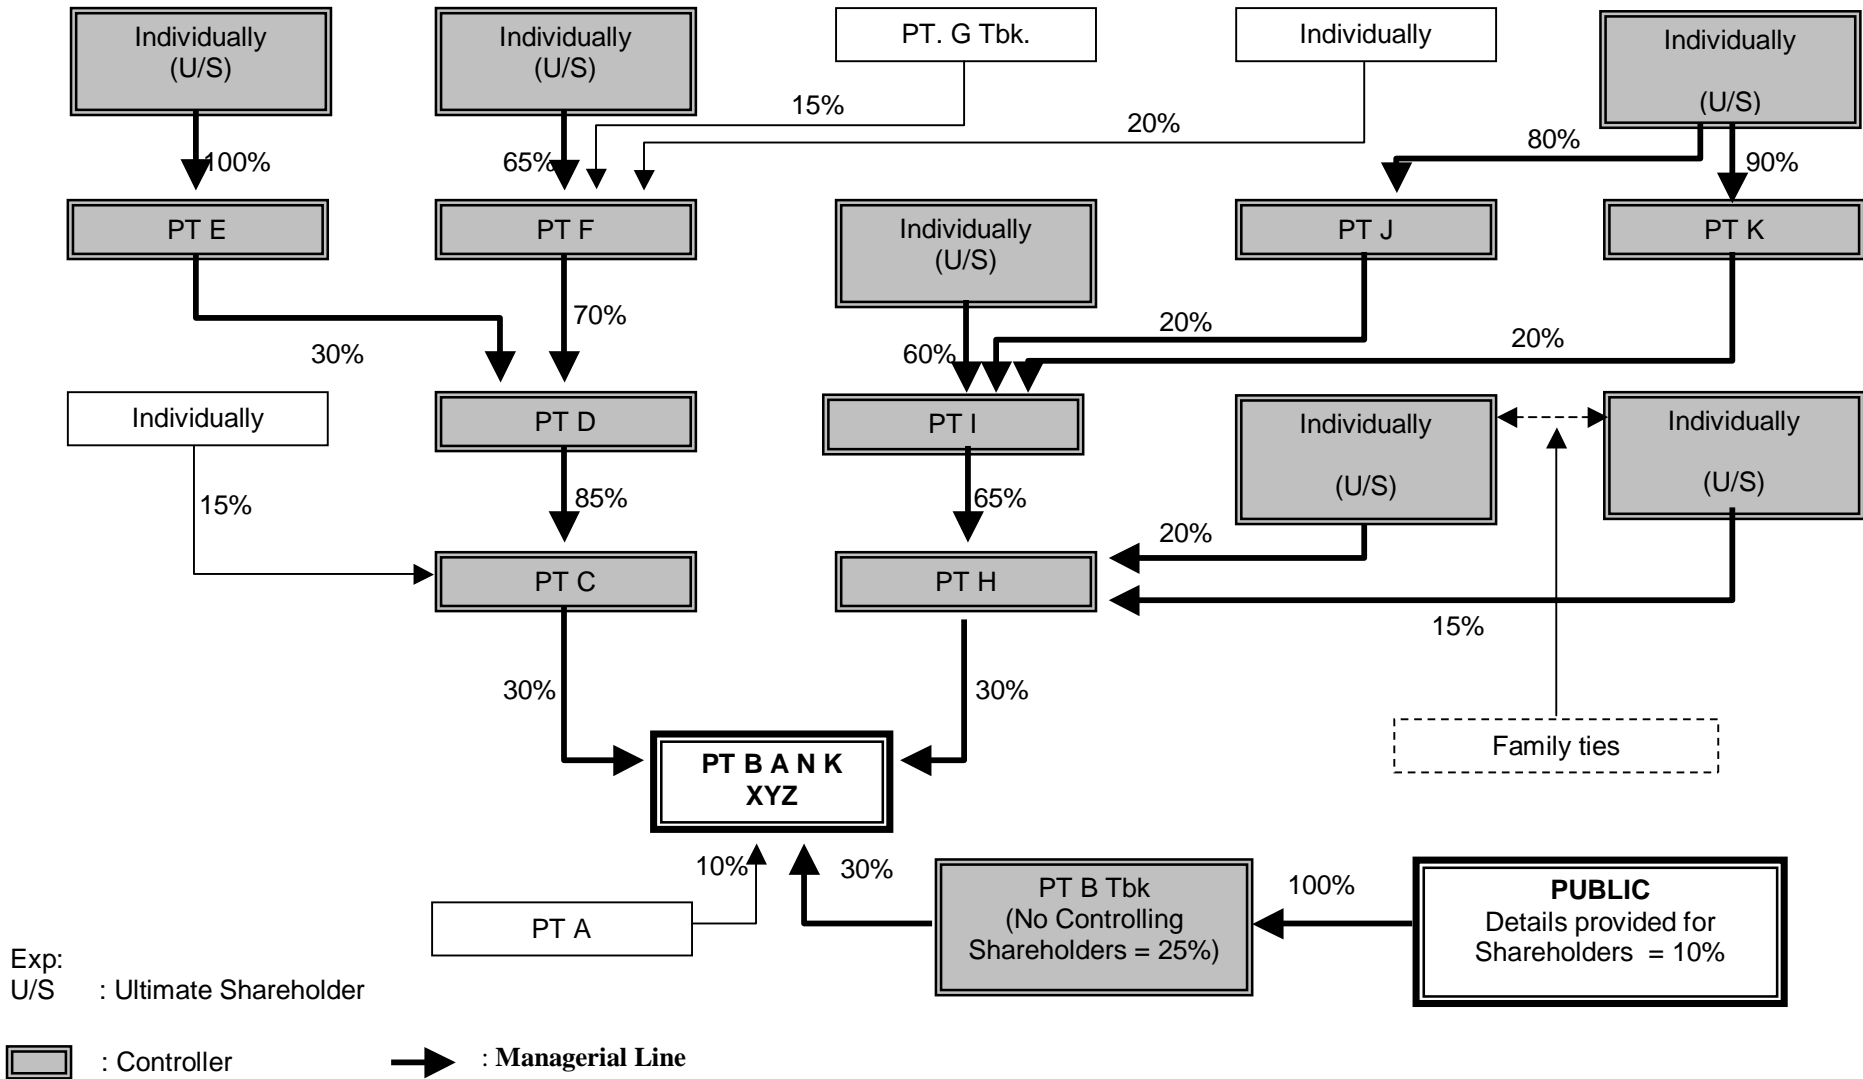 Individually
(U/S)
Individually
(U/S)
PT. G Tbk.
Individually
Individually
(U/S)
15%
20%
80%
100%
65%
90%
PT E
PT F
Individually
(U/S)
PT J
PT K
30%
70%
60%
20%
20%
Individually
PT D
PT I
Individually
(U/S)
Individually
(U/S)
15%
85%
65%
20%
PT C
PT H
15%
30%
30%
Family ties
PT B A N K
XYZ
10%
30%
100%
PT A
PT B Tbk
(No Controlling
Shareholders = 25%)
PUBLIC
Details provided for
Shareholders = 10%
Exp:
U/S : Ultimate Shareholder
: Controller
: Managerial Line